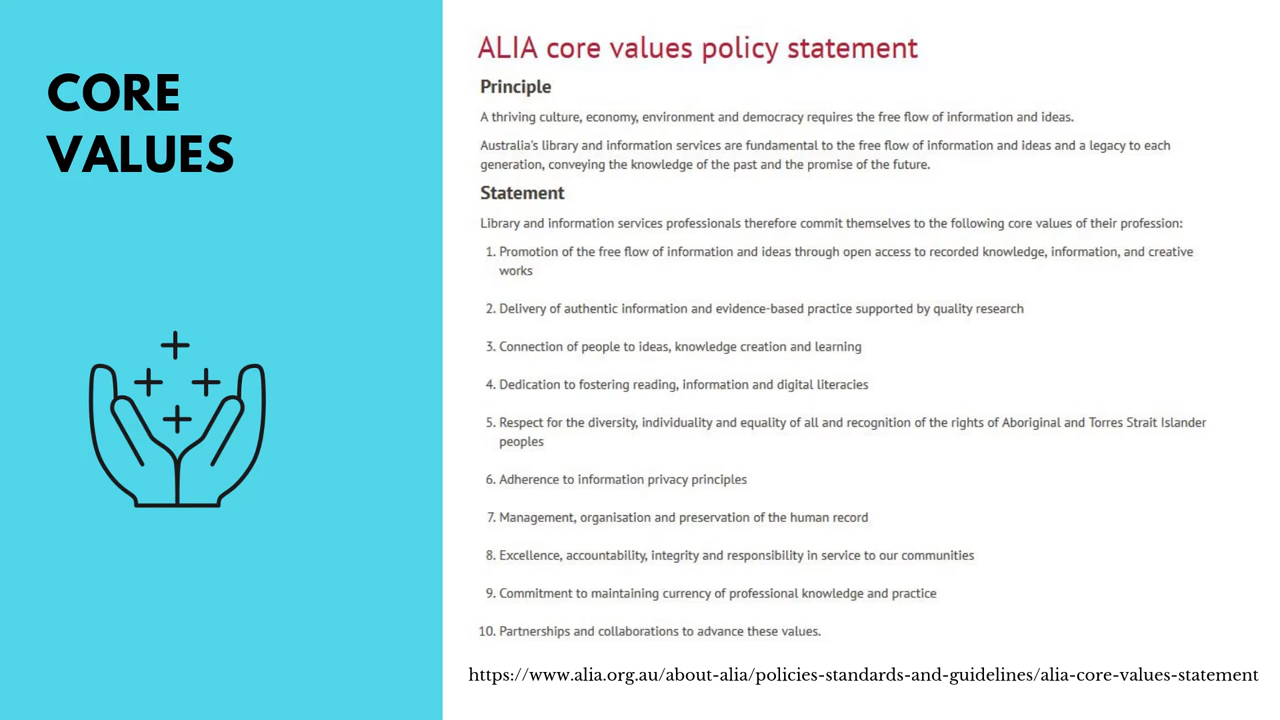 CORE
VALUES
ALIA core values policy statement
Principle
A thriving culture, economy, environment and democracy requires the free flow of information and ideas.
Australia's library and information services are fundamental to the free flow of information and ideas and a legacy to each
generation, conveying the knowledge of the past and the promise of the future.
Statement
Library and information services professionals therefore commit themselves to the following core values of their profession:
1. Promotion of the free flow of information and ideas through open access to recorded knowledge, information, and creative
works
2. Delivery of authentic information and evidence-based practice supported by quality research
3. Connection of people to ideas, knowledge creation and learning
4. Dedication to fostering reading, information and digital literacies
5. Respect for the diversity, individuality and equality of all and recognition of the rights of Aboriginal and Torres Strait Islander
peoples
6. Adherence to information privacy principles
7. Management, organisation and preservation of the human record
8. Excellence, accountability, integrity and responsibility in service to our communities
9. Commitment to maintaining currency of professional knowledge and practice
10. Partnerships and collaborations to advance these values.
https://www.alia.org.au/about-alia/policies-standards-and-guidelines/alia-core-values-statement